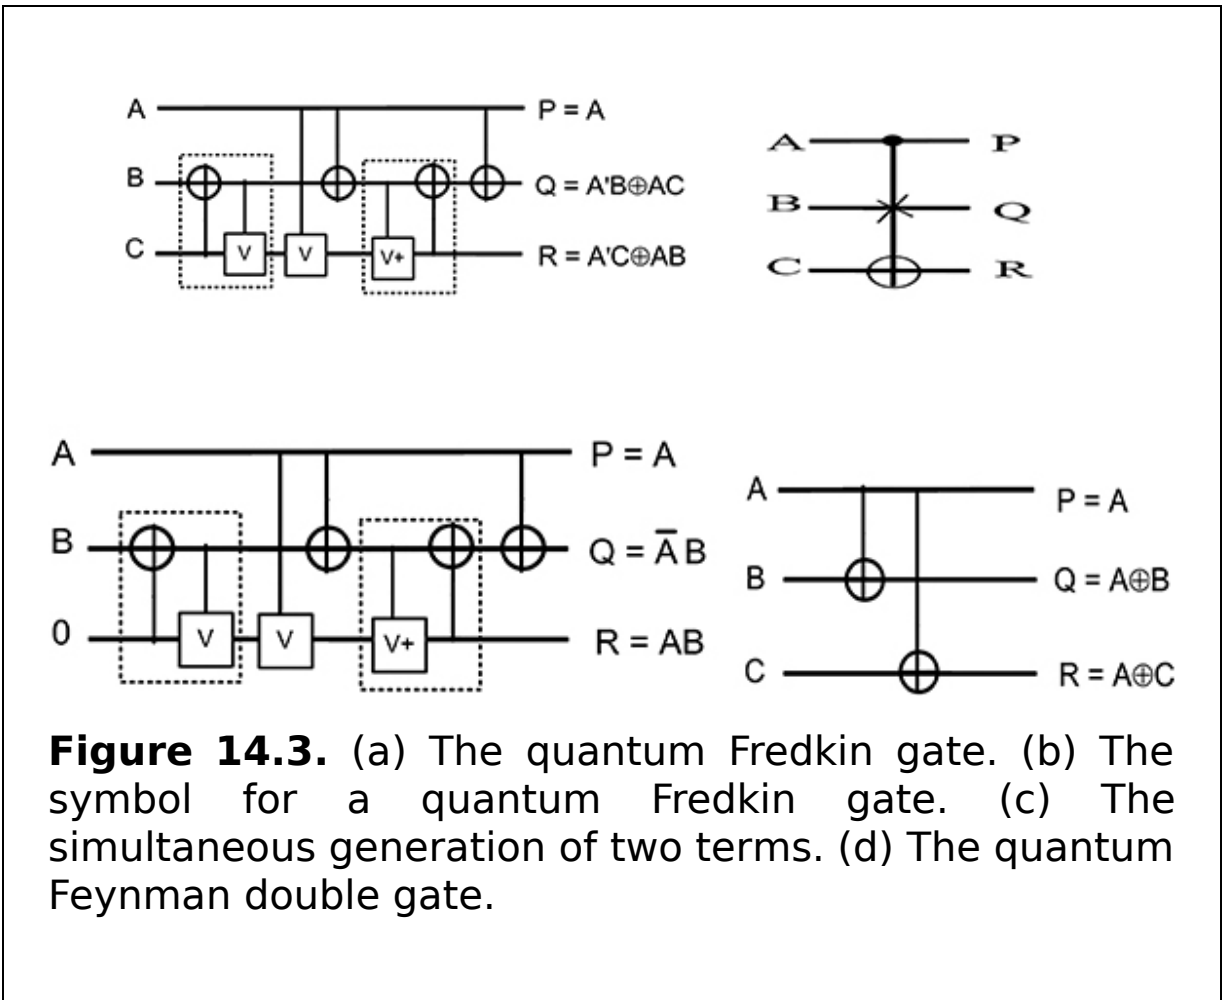 A
P = A
B
Q = A'B⊕AC
C
V
V
V+
R = A'C⊕AB
A
P
B
Q
C
R
A
P = A
B
Q = A̅ B
0
V
V
V+
R = AB
A
P = A
B
Q = A⊕B
C
R = A⊕C
Figure 14.3. (a) The quantum Fredkin gate. (b) The
symbol for a quantum Fredkin gate. (c) The
simultaneous generation of two terms. (d) The quantum
Feynman double gate.